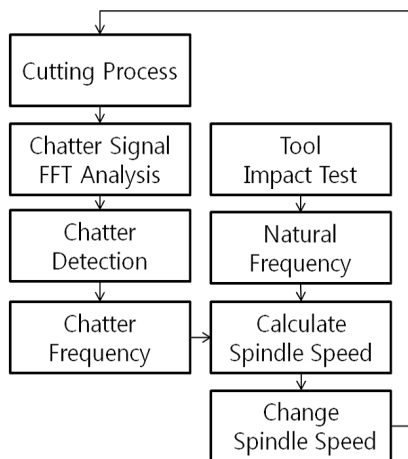 Cutting Process
Chatter Signal
FFT Analysis
Chatter
Detection
Chatter
Frequency
Tool
Impact Test
Natural
Frequency
Calculate
Spindle Speed
Change
Spindle Speed